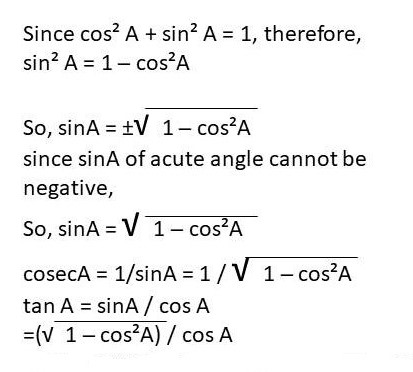 Since cos² A + sin² A = 1, therefore,
sin² A = 1 – cos²A
So, sinA = ±√ 1 – cos²A
since sinA of acute angle cannot be
negative,
So, sinA = √ 1 – cos²A
cosecA = 1/sinA = 1 / √ 1 – cos²A
tan A = sinA / cos A
=(√ 1 – cos²A) / cos A